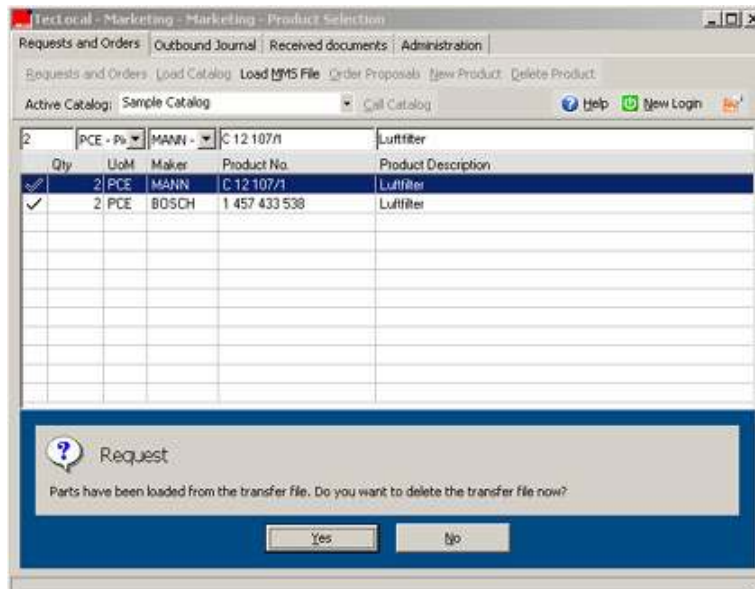 TecLocal - Marketing - Marketing - Product Selection
Requests and Orders Outbound Journal Received documents Administration
Requests and Orders Load Catalog Load MMS File Order Proposals New Product Delete Product
Active Catalog: Sample Catalog Call Catalog Help New Login
2 PCE - MANN - C 12 107/1 Luftfilter
Qty UoM Maker Product No. Product Description
2 PCE MANN C 12 107/1 Luftfilter
2 PCE BOSCH 1 457 433 538 Luftfilter
Request
Parts have been loaded from the transfer file. Do you want to delete the transfer file now?
Yes No